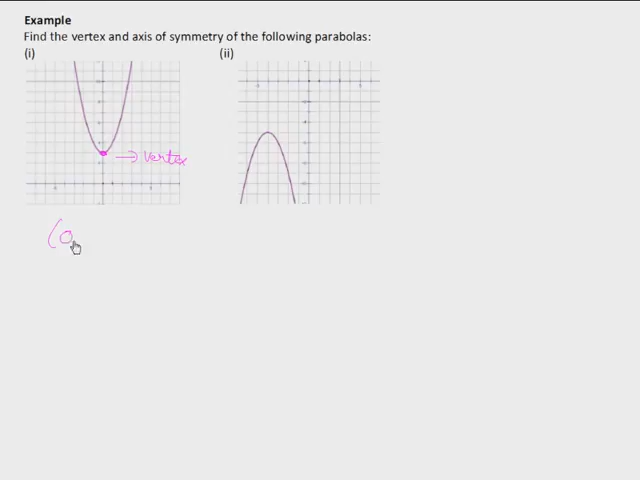 Example
Find the vertex and axis of symmetry of the following parabolas:
(i) (ii)
→ vertex
(0